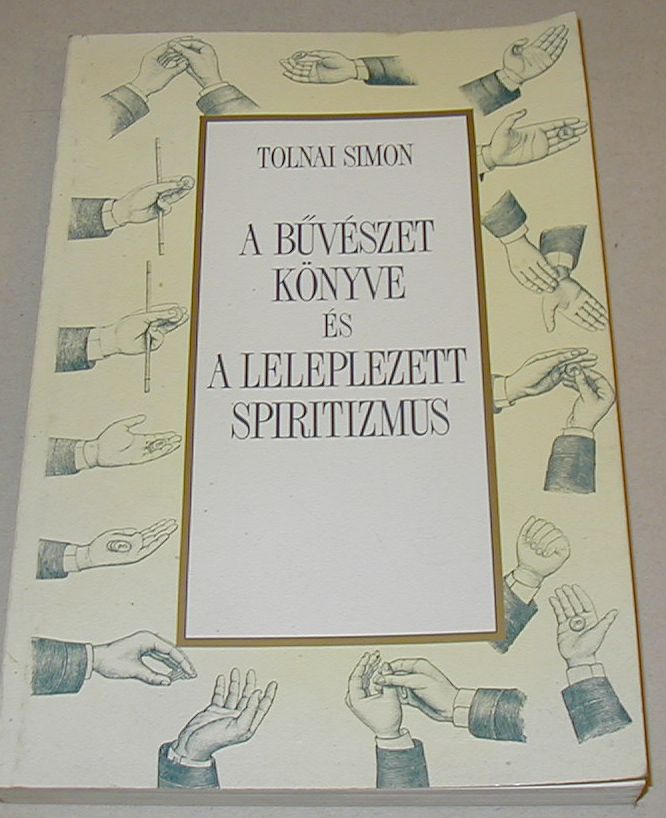 TOLNAI SIMON
A BŰVÉSZET
KÖNYVE
ÉS
A LELEPLEZETT
SPIRITIZMUS